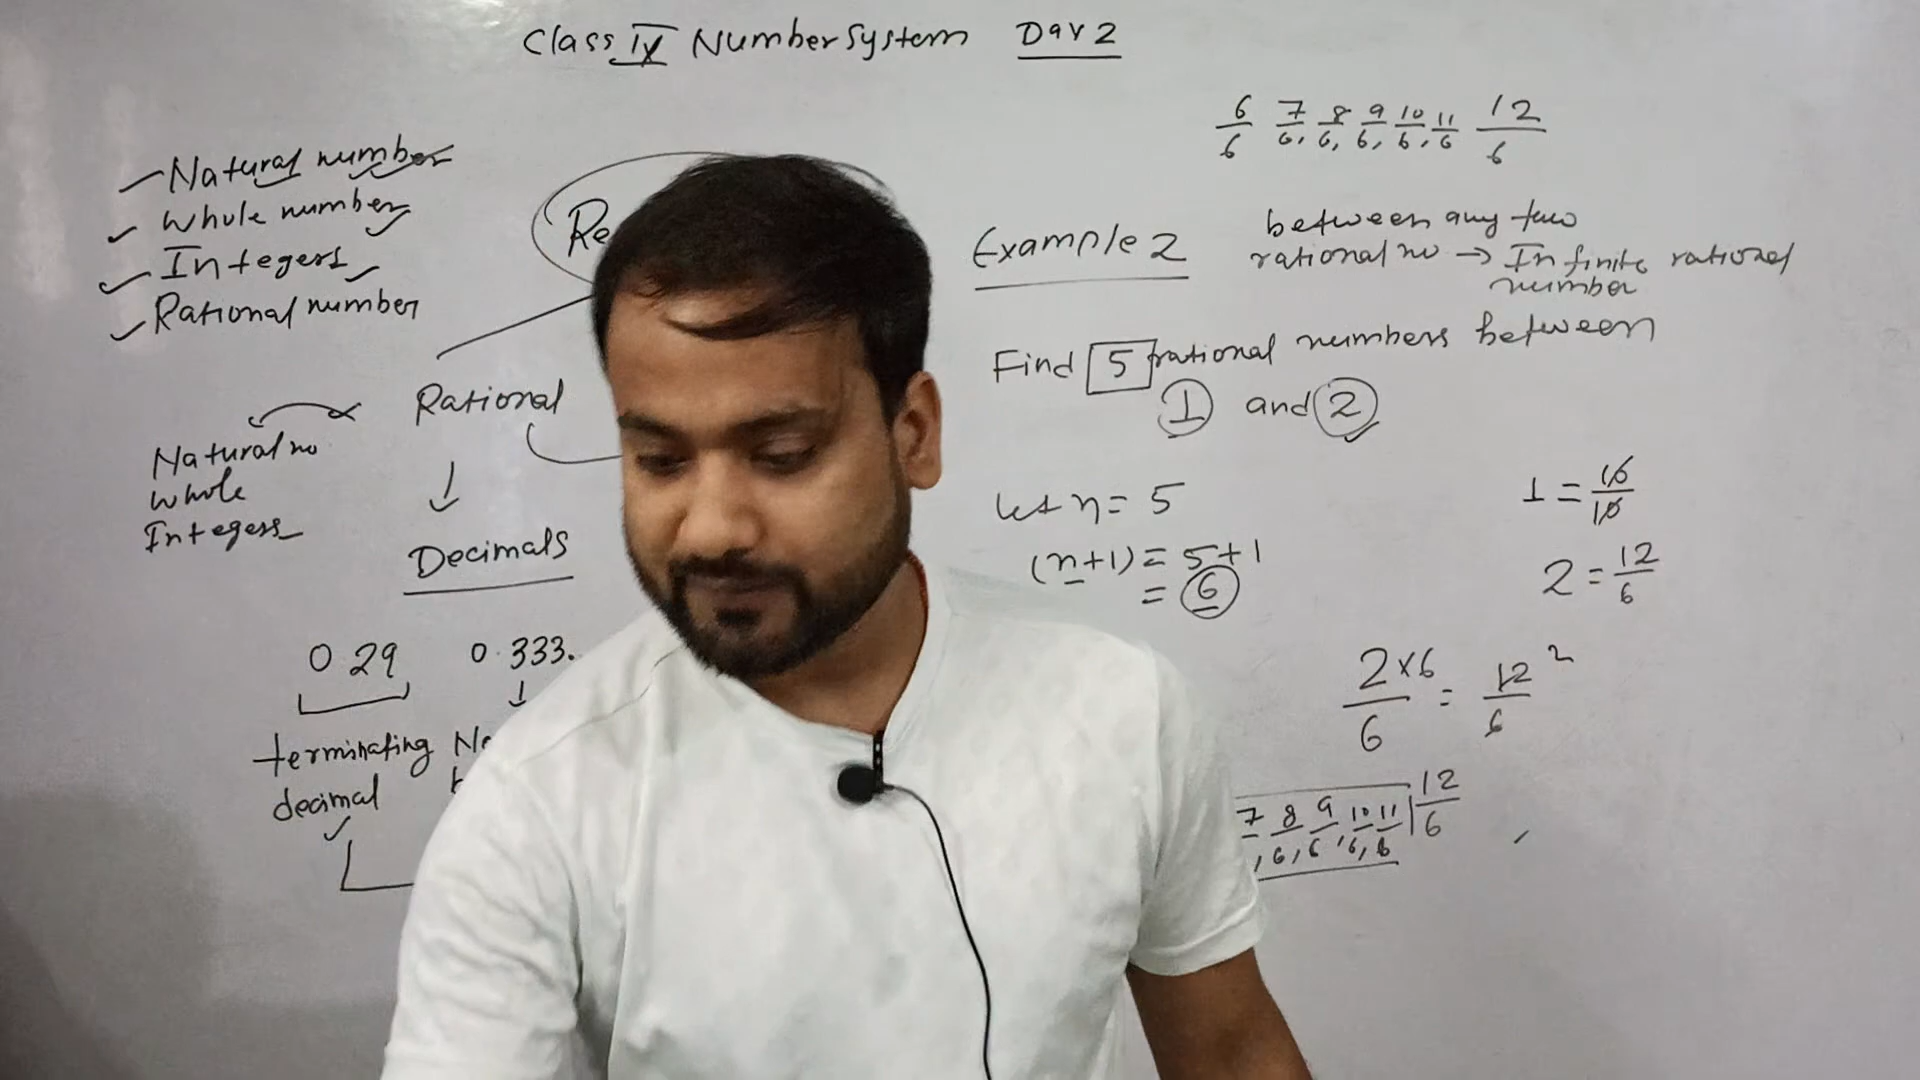 Class IX Number System Day 2
6/6 7/6, 8/6, 9/6, 10/6, 11/6 12/6
Natural number
Whole number
Integers
Rational number
Re
Rational
Natural no
Whole
Integers
Decimals
0.29 0.333.
terminating
decimal
Example 2
between any two
rational no → Infinite rational
number
Find 5 rational numbers between
1 and 2
let n = 5
(n+1) = 5+1
= 6
2 = 12/6
2×6/6 = 12/6 2
7, 8/6, 9/6, 10/6, 11/6 12/6